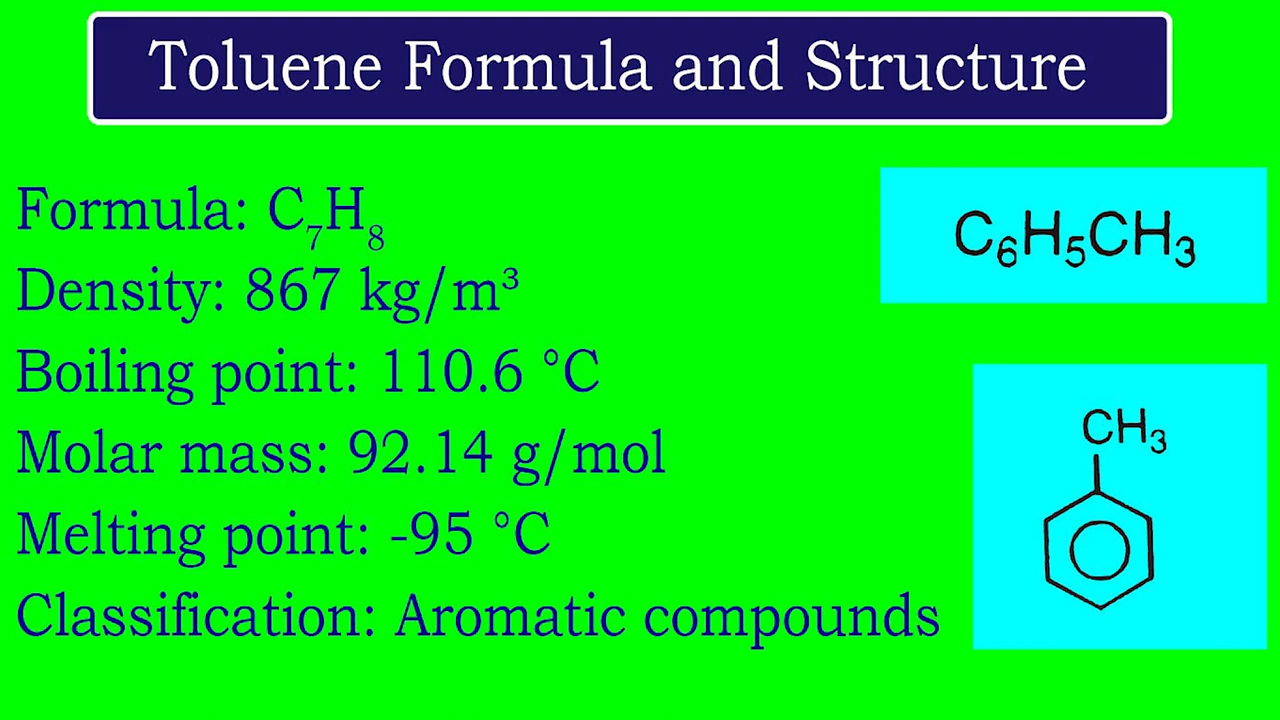 Toluene Formula and Structure
Formula: C₇H₈
Density: 867 kg/m³
Boiling point: 110.6 °C
Molar mass: 92.14 g/mol
Melting point: -95 °C
Classification: Aromatic compounds
C₆H₅CH₃
CH₃